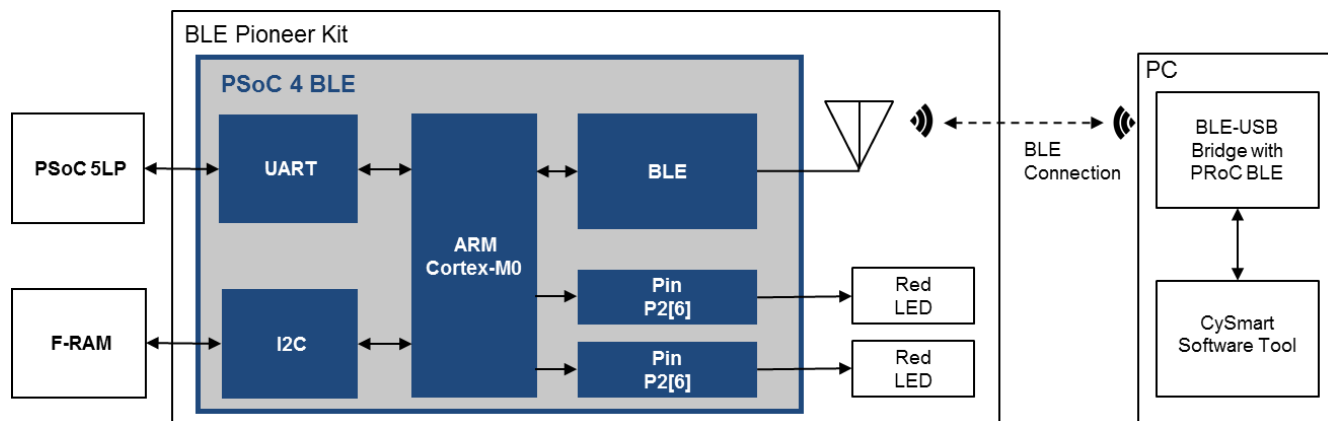 BLE Pioneer Kit
PSoC 4 BLE
PSoC 5LP
UART
ARM
Cortex-M0
BLE
BLE
Connection
PC
BLE-USB
Bridge with
PRoC BLE
F-RAM
I2C
Pin
P2[6]
Red
LED
Pin
P2[6]
Red
LED
CySmart
Software Tool